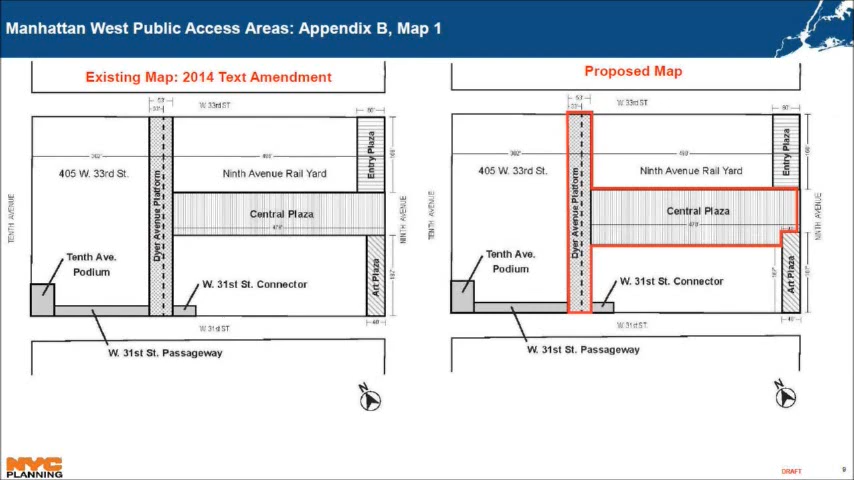 Manhattan West Public Access Areas: Appendix B, Map 1
Existing Map: 2014 Text Amendment
W. 33rd ST
405 W. 33rd St.
Ninth Avenue Rail Yard
Entry Plaza
Dyer Avenue Platform
Central Plaza
TENTH AVENUE
NINTH AVENUE
Tenth Ave.
Podium
W. 31st St. Connector
Art Plaza
W. 31st ST.
W. 31st St. Passageway
N
Proposed Map
W. 33rd ST
405 W. 33rd St.
Ninth Avenue Rail Yard
Entry Plaza
Dyer Avenue Platform
Central Plaza
TENTH AVENUE
NINTH AVENUE
Tenth Ave.
Podium
W. 31st St. Connector
Art Plaza
W. 31st ST.
W. 31st St. Passageway
N
NYC
PLANNING
DRAFT
9